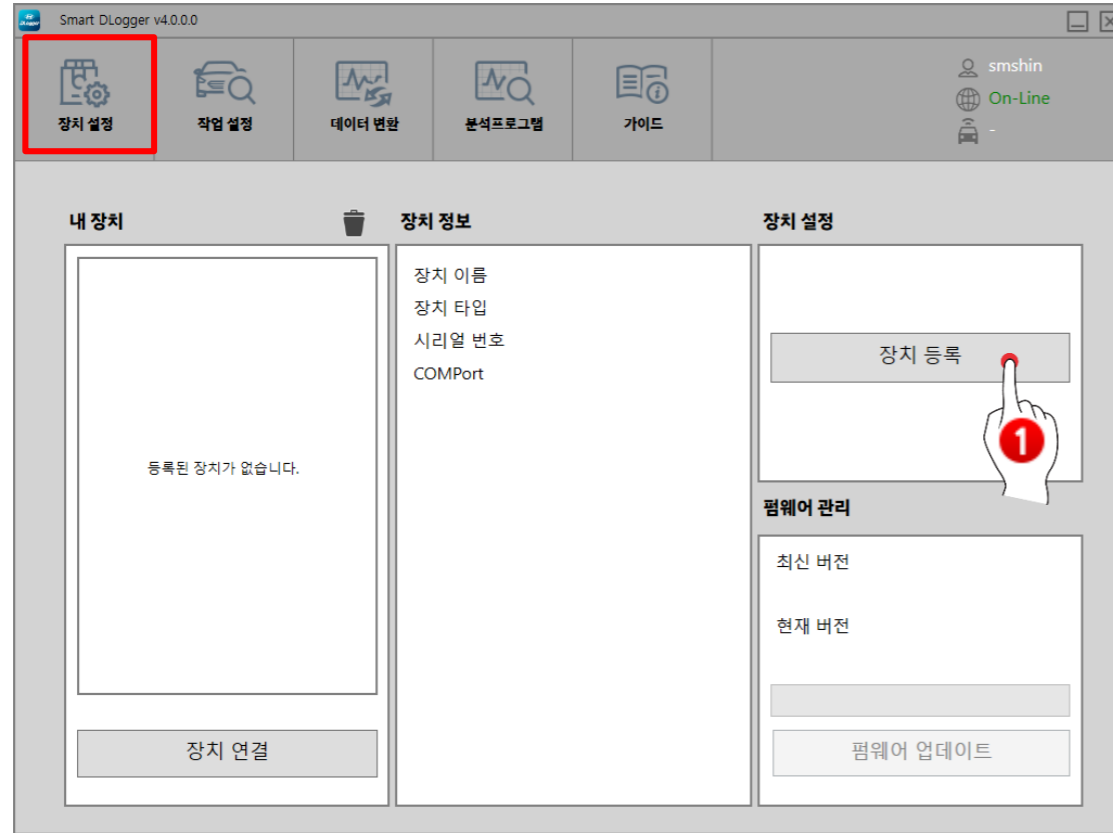 Smart DLogger v4.0.0.0
장치 설정
작업 설정
데이터 변환
분석프로그램
가이드
smshin
On-Line
-
내 장치
장치 정보
장치 설정
등록된 장치가 없습니다.
장치 연결
장치 이름
장치 타입
시리얼 번호
COMPort
장치 등록
1
펌웨어 관리
최신 버전
현재 버전
펌웨어 업데이트